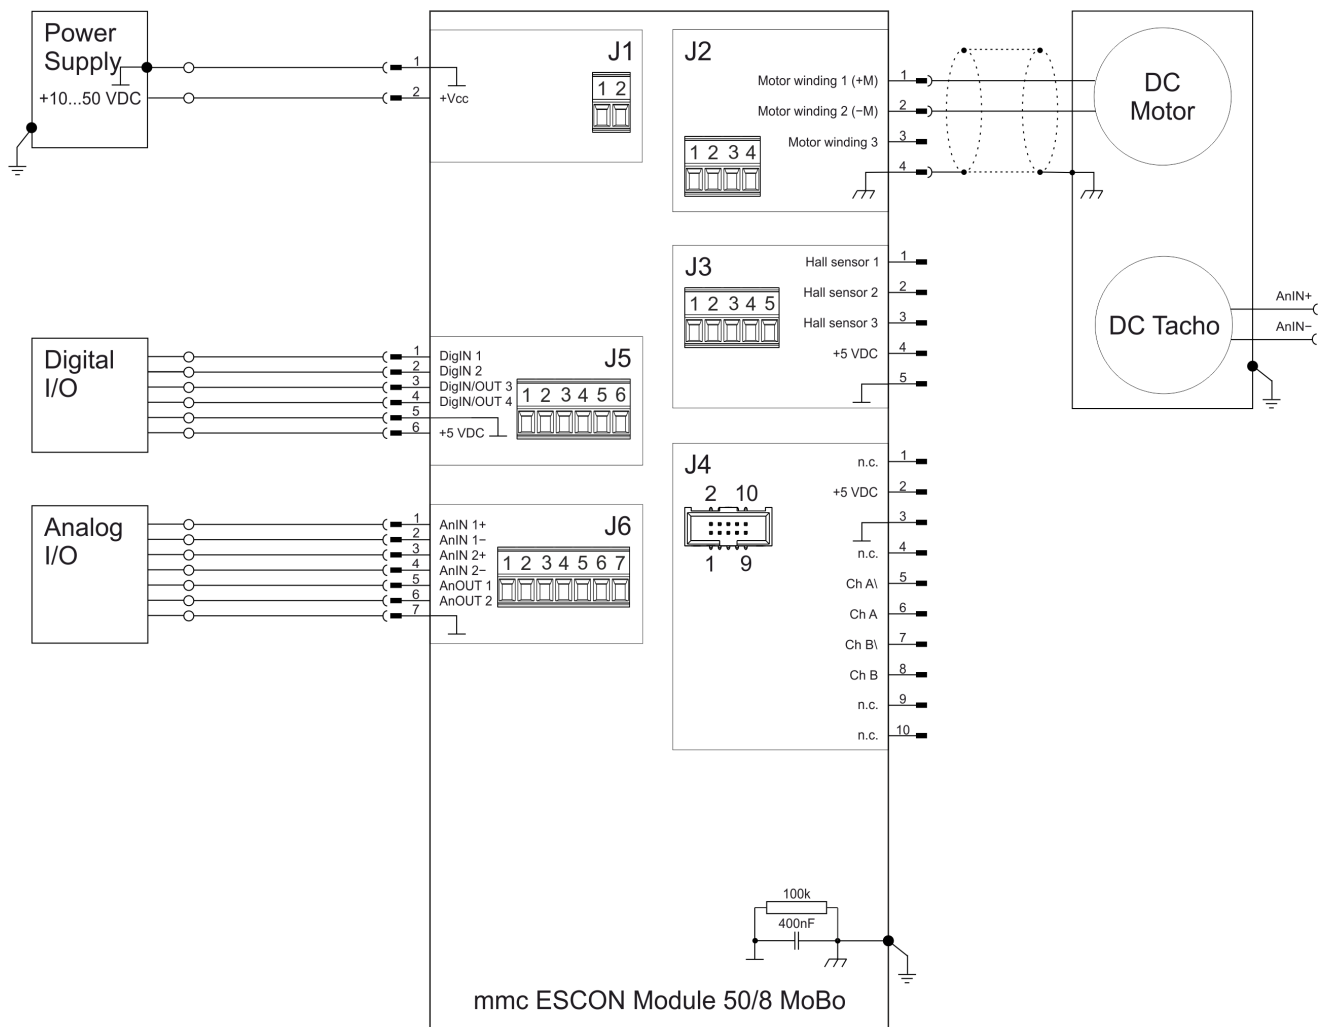 Power
Supply
+10...50 VDC
1
2
+Vcc
J1
1 2
J2
Motor winding 1 (+M)
1
Motor winding 2 (−M)
2
Motor winding 3
3
4
1 2 3 4
DC
Motor
J3
1 2 3 4 5
Hall sensor 1
1
Hall sensor 2
2
Hall sensor 3
3
+5 VDC
4
5
DC Tacho
AnIN+
AnIN−
Digital
I/O
1
DigIN 1
2
DigIN 2
3
DigIN/OUT 3
4
DigIN/OUT 4
5
6
+5 VDC
J5
1 2 3 4 5 6
J4
2 10
1 9
n.c.
1
+5 VDC
2
3
n.c.
4
Ch A\
5
Ch A
6
Ch B\
7
Ch B
8
n.c.
9
n.c.
10
Analog
I/O
1
AnIN 1+
2
AnIN 1−
3
AnIN 2+
4
AnIN 2−
5
AnOUT 1
6
AnOUT 2
7
J6
1 2 3 4 5 6 7
100k
400nF
mmc ESCON Module 50/8 MoBo